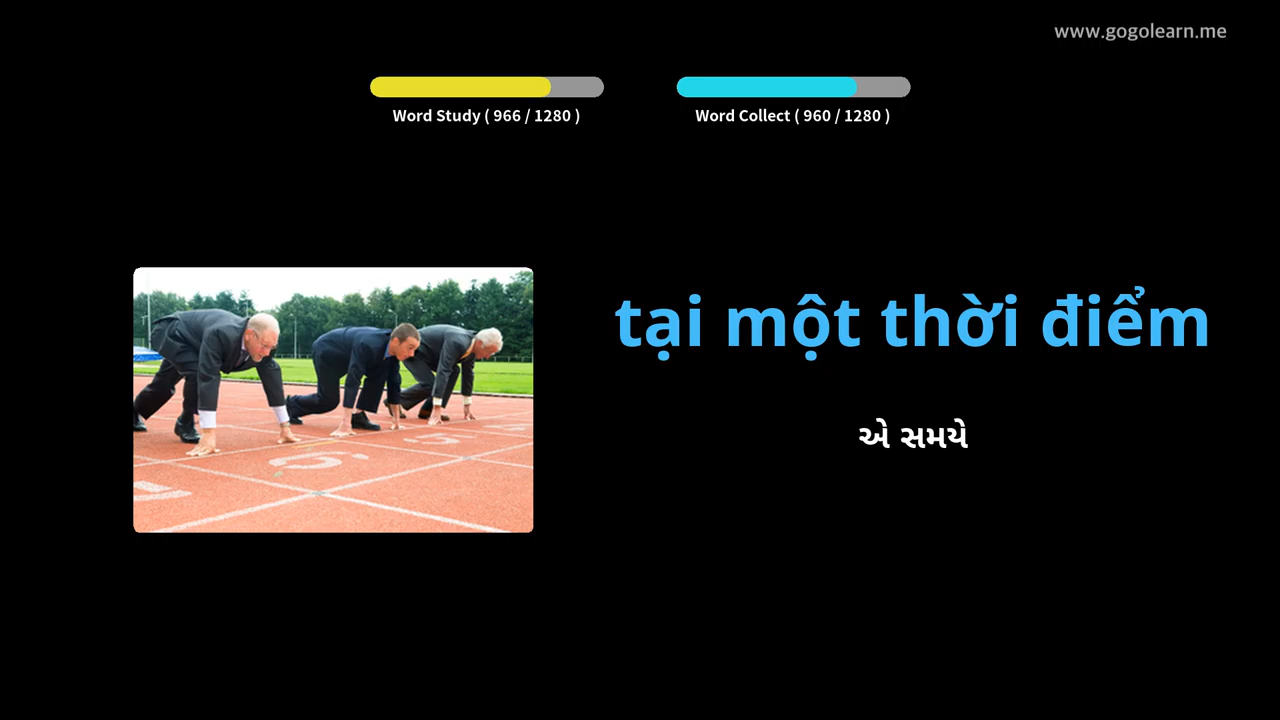 www.gogolearn.me
Word Study ( 966 / 1280 )
Word Collect ( 960 / 1280 )
tại một thời điểm
એ સમયે